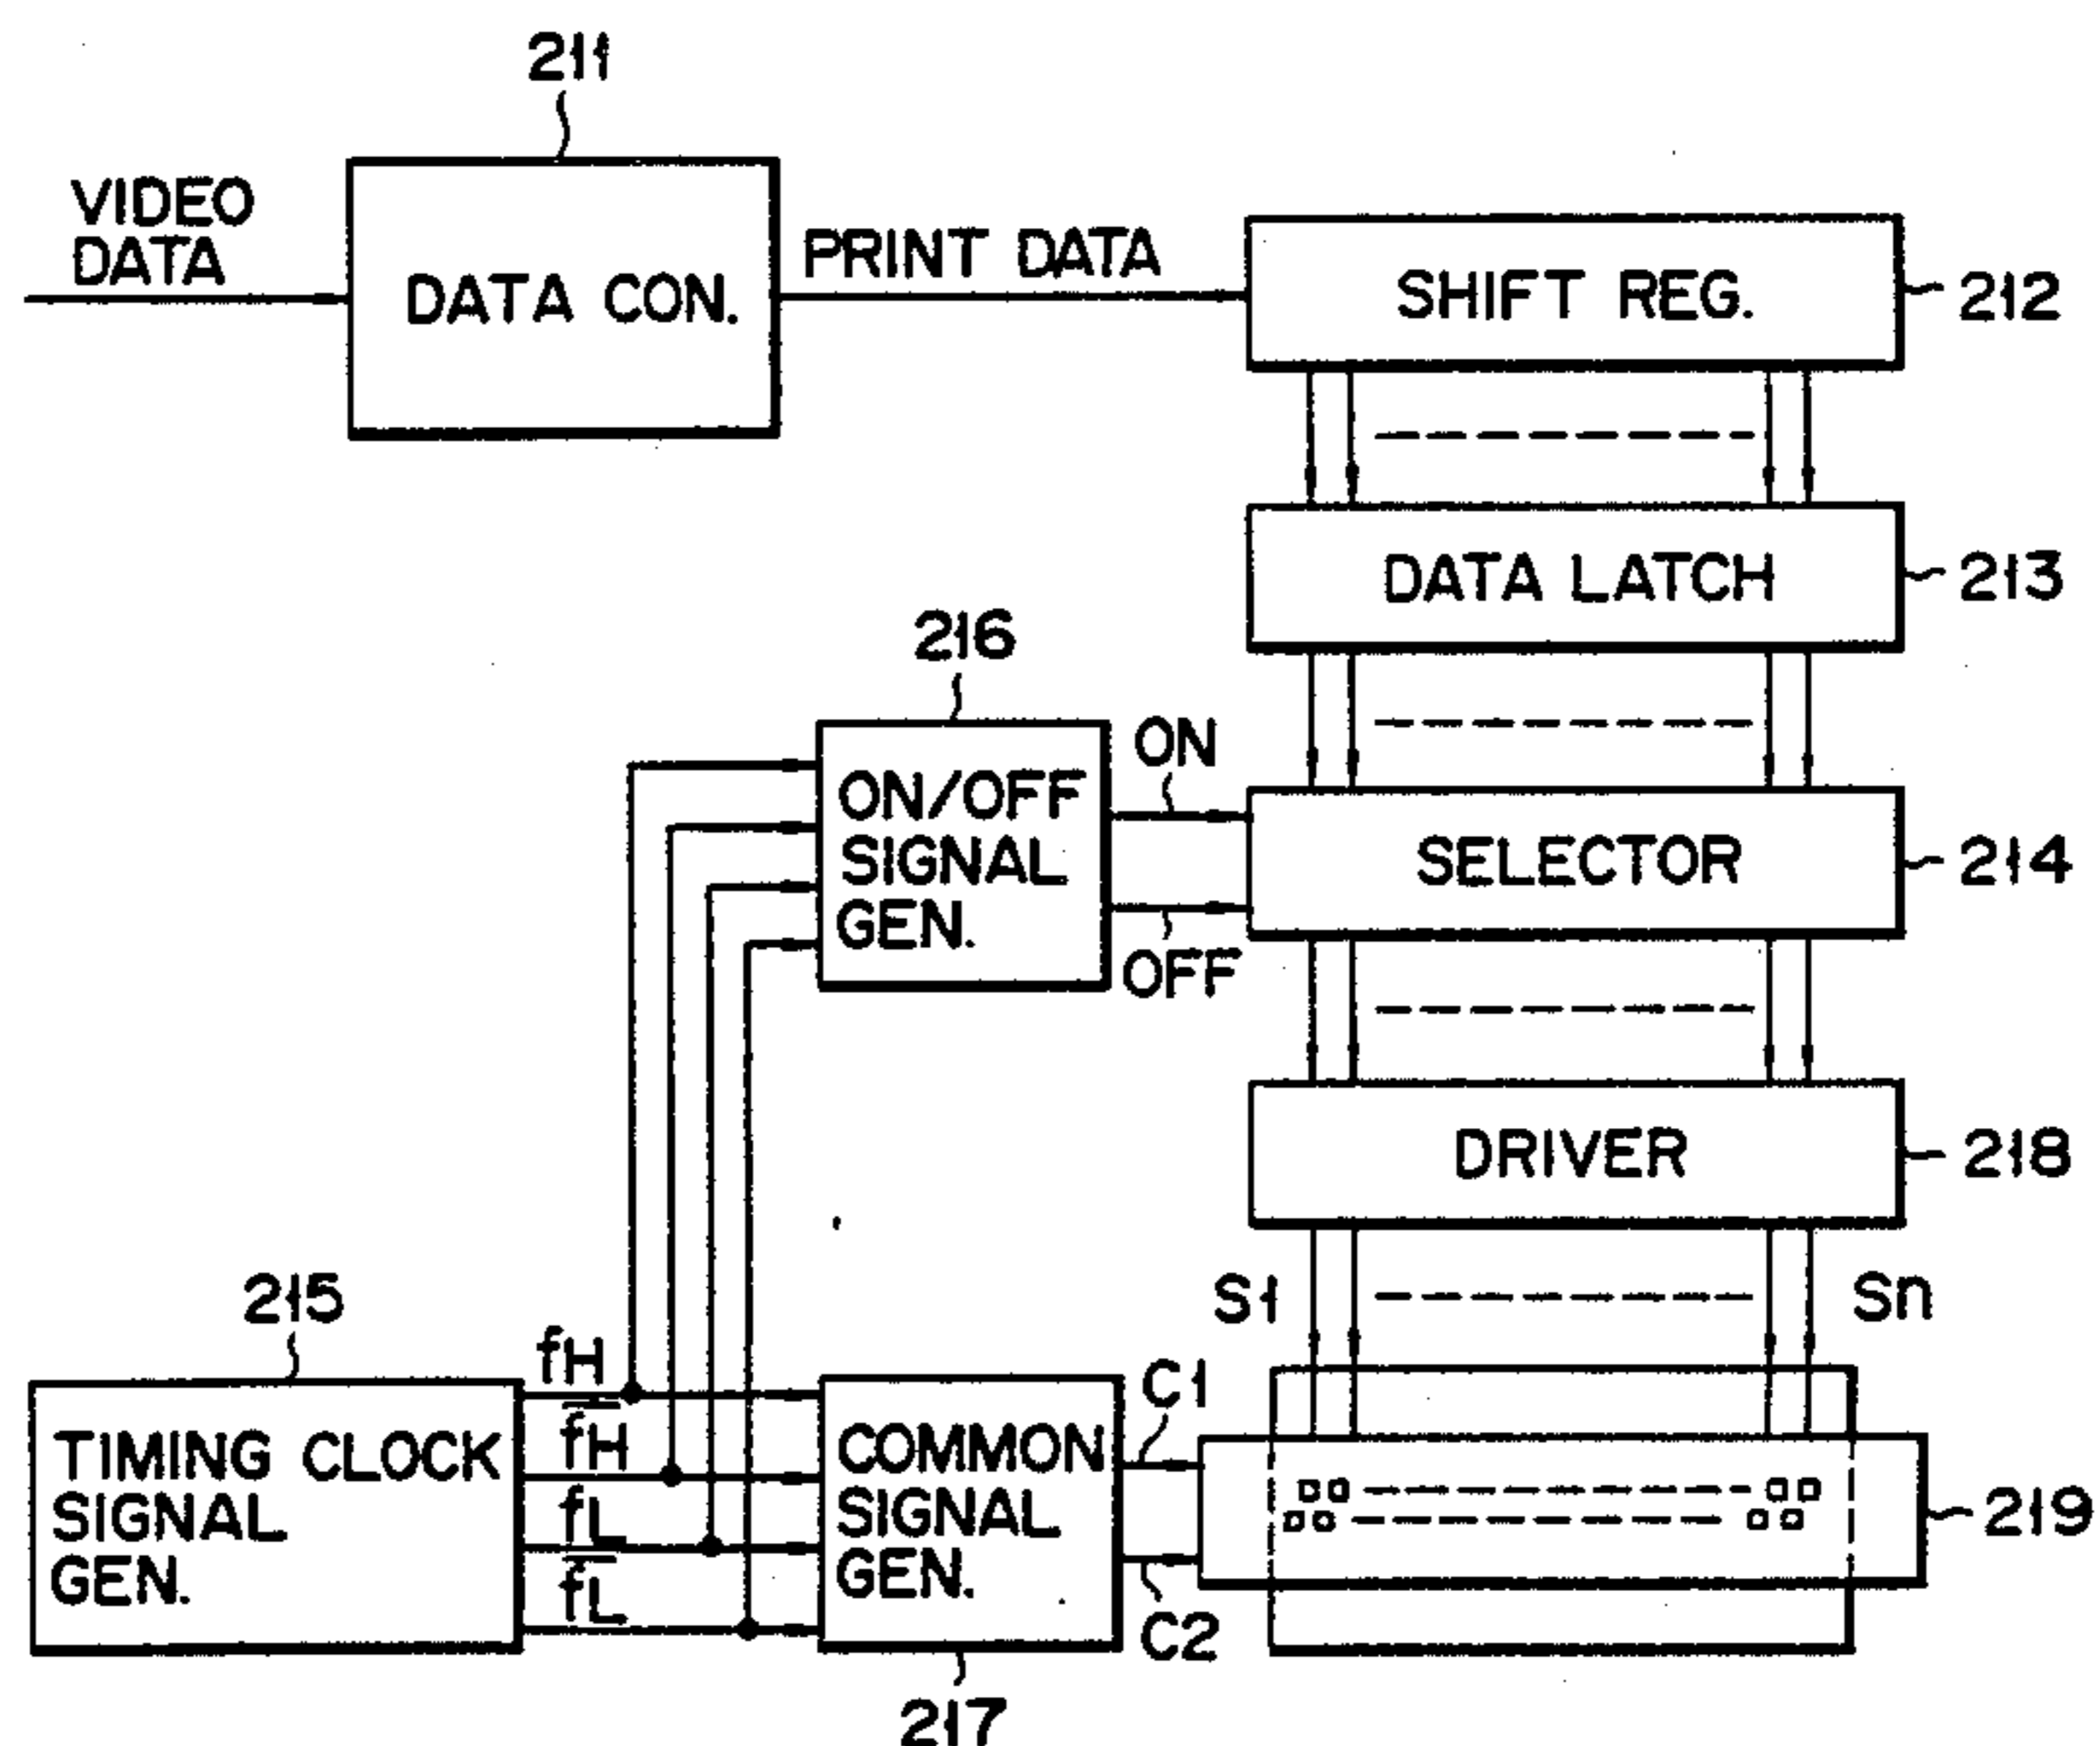 211
VIDEO
DATA
DATA CON.
PRINT DATA
SHIFT REG.
212
DATA LATCH
213
216
ON/OFF
SIGNAL
GEN.
ON
OFF
SELECTOR
214
DRIVER
218
S1
Sn
215
TIMING CLOCK
SIGNAL
GEN.
fH
f̅H̅
fL
f̅L̅
COMMON
SIGNAL
GEN.
217
C1
C2
219